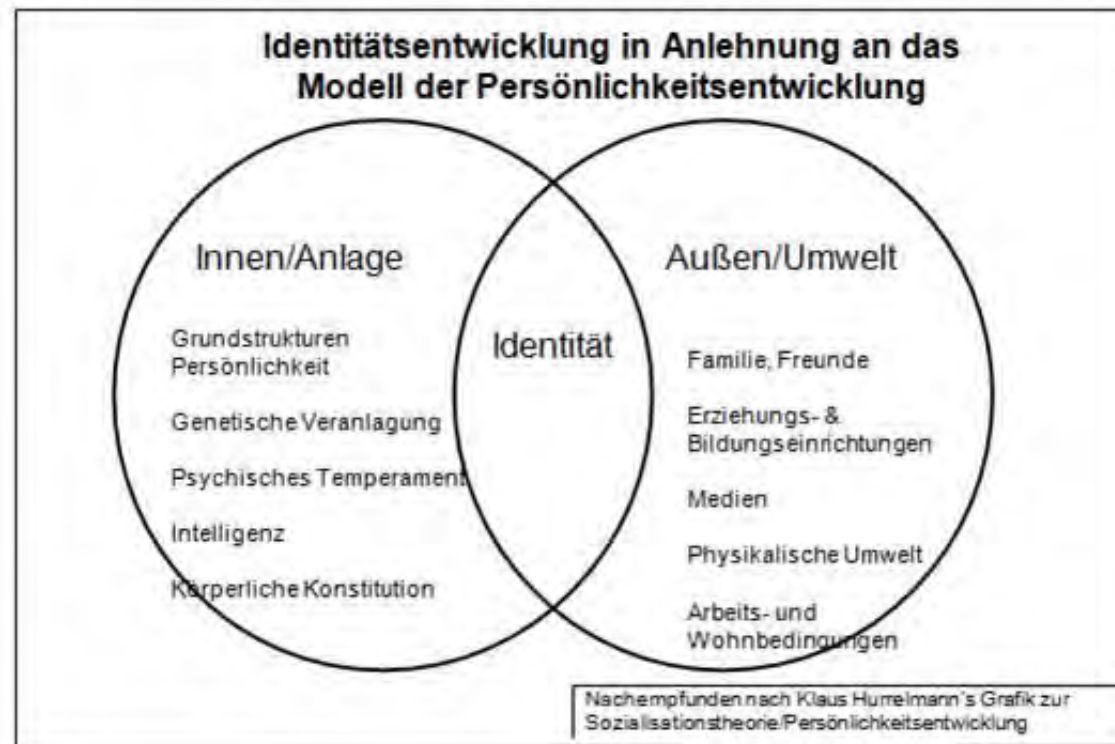 Identitätsentwicklung in Anlehnung an das
Modell der Persönlichkeitsentwicklung
Innen/Anlage
Grundstrukturen
Persönlichkeit
Genetische Veranlagung
Psychisches Temperament
Intelligenz
Körperliche Konstitution
Identität
Außen/Umwelt
Familie, Freunde
Erziehungs- &
Bildungseinrichtungen
Medien
Physikalische Umwelt
Arbeits- und
Wohnbedingungen
Nachempfunden nach Klaus Hurrelmann's Grafik zur
Sozialisationstheorie/Persönlichkeitsentwicklung